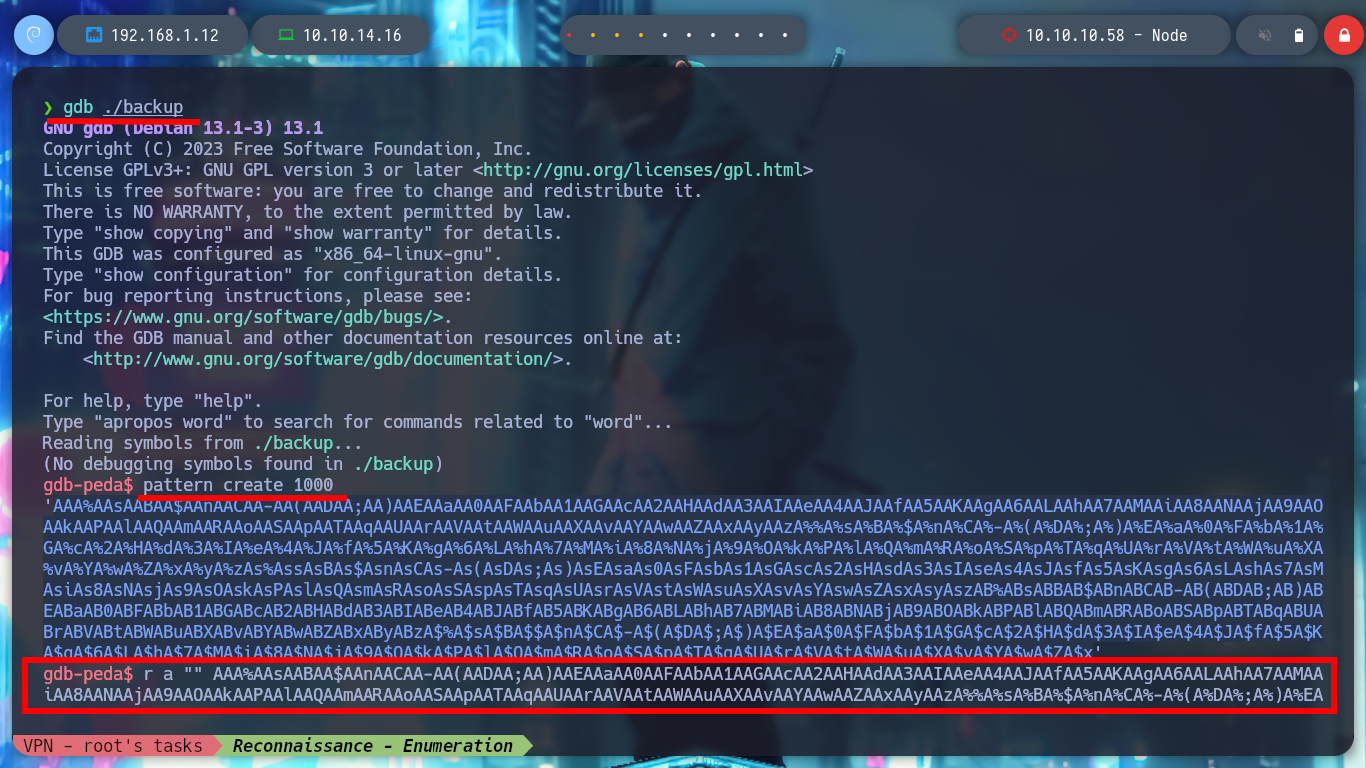 192.168.1.12
10.10.14.16
10.10.10.58 - Node
❯ gdb ./backup
GNU gdb (Debian 13.1-3) 13.1
Copyright (C) 2023 Free Software Foundation, Inc.
License GPLv3+: GNU GPL version 3 or later <http://gnu.org/licenses/gpl.html>
This is free software: you are free to change and redistribute it.
There is NO WARRANTY, to the extent permitted by law.
Type "show copying" and "show warranty" for details.
This GDB was configured as "x86_64-linux-gnu".
Type "show configuration" for configuration details.
For bug reporting instructions, please see:
<https://www.gnu.org/software/gdb/bugs/>.
Find the GDB manual and other documentation resources online at:
    <http://www.gnu.org/software/gdb/documentation/>.
For help, type "help".
Type "apropos word" to search for commands related to "word"...
Reading symbols from ./backup...
(No debugging symbols found in ./backup)
gdb-peda$ pattern create 1000
'AAA%AAsAABAA$AAnAACAA-AA(AADAA;AA)AAEAAaAA0AAFAAbAA1AAGAAcAA2AAHAAdAA3AAIAAeAA4AAJAAfAA5AAKAAgAA6AALAAhAA7AAMAAiAA8AANAAjAA9AAO
AAkAAPAAlAAQAAmAARAAoAASAApAATAAqAAUAArAAVAAtAAWAAuAAXAAvAAYAAwAAZAAxAAyAAzA%%A%sA%BA%$A%nA%CA%-A%(A%DA%;A%)A%EA%aA%0A%FA%bA%1A%
GA%cA%2A%HA%dA%3A%IA%eA%4A%JA%fA%5A%KA%gA%6A%LA%hA%7A%MA%iA%8A%NA%jA%9A%OA%kA%PA%lA%QA%mA%RA%oA%SA%pA%TA%qA%UA%rA%VA%tA%WA%uA%XA
%vA%YA%wA%ZA%xA%yA%zAs%AssAsBAs$AsnAsCAs-As(AsDAs;As)AsEAsaAs0AsFAsbAs1AsGAscAs2AsHAsdAs3AsIAseAs4AsJAsfAs5AsKAsgAs6AsLAshAs7AsM
AsiAs8AsNAsjAs9AsOAskAsPAslAsQAsmAsRAsoAsSAspAsTAsqAsUAsrAsVAstAsWAsuAsXAsvAsYAswAsZAsxAsyAszAB%ABsABBAB$ABnABCAB-AB(ABDAB;AB)AB
EABaAB0ABFABbAB1ABGABcAB2ABHABdAB3ABIABeAB4ABJABfAB5ABKABgAB6ABLABhAB7ABMABiAB8ABNABjAB9ABOABkABPABlABQABmABRABoABSABpABTABqABUA
BrABVABtABWABuABXABvABYABwABZABxAByABzA$%A$sA$BA$$A$nA$CA$-A$(A$DA$;A$)A$EA$aA$0A$FA$bA$1A$GA$cA$2A$HA$dA$3A$IA$eA$4A$JA$fA$5A$K
A$gA$6A$LA$hA$7A$MA$iA$8A$NA$jA$9A$OA$kA$PA$lA$QA$mA$RA$oA$SA$pA$TA$qA$UA$rA$VA$tA$WA$uA$XA$vA$YA$wA$ZA$x'
gdb-peda$ r a "" AAA%AAsAABAA$AAnAACAA-AA(AADAA;AA)AAEAAaAA0AAFAAbAA1AAGAAcAA2AAHAAdAA3AAIAAeAA4AAJAAfAA5AAKAAgAA6AALAAhAA7AAMAA
iAA8AANAAjAA9AAOAAkAAPAAlAAQAAmAARAAoAASAApAATAAqAAUAArAAVAAtAAWAAuAAXAAvAAYAAwAAZAAxAAyAAzA%%A%sA%BA%$A%nA%CA%-A%(A%DA%;A%)A%EA
VPN - root's tasks
Reconnaissance - Enumeration